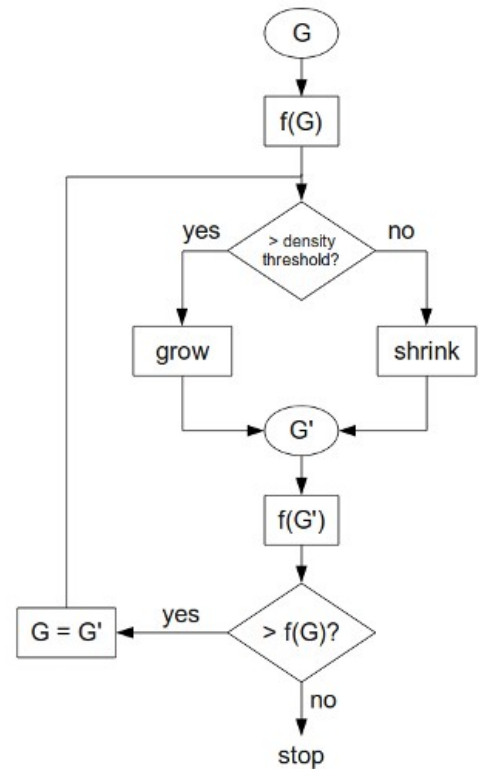 G
f(G)
yes
> density
threshold?
no
grow
shrink
G'
f(G')
G = G'
yes
> f(G)?
no
stop